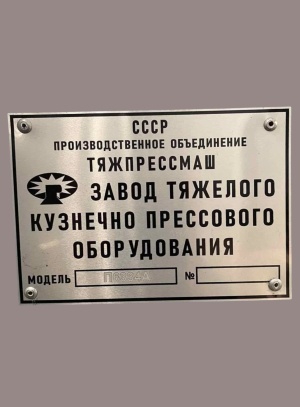 СССР
ПРОИЗВОДСТВЕННОЕ ОБЪЕДИНЕНИЕ
ТЯЖПРЕССМАШ
ЗАВОД ТЯЖЕЛОГО
КУЗНЕЧНО ПРЕССОВОГО
ОБОРУДОВАНИЯ
МОДЕЛЬ №